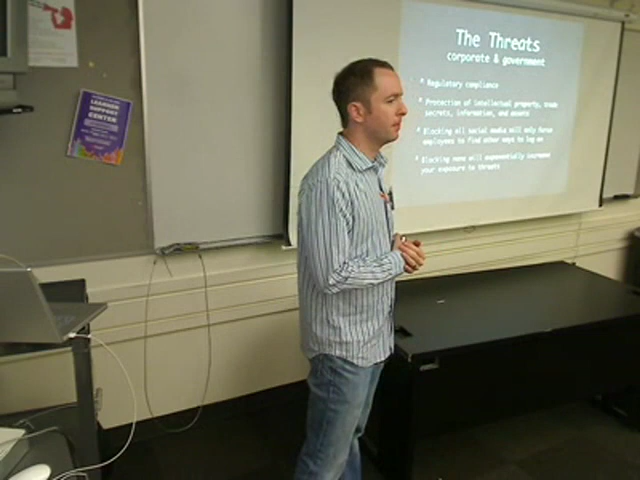 The Threats
corporate & government
* Regulatory compliance
* Protection of intellectual property, trade
secrets, information, and assets
* Blocking all social media will only force
employees to find other ways to log on
* Blocking none will exponentially increase
your exposure to threats
LEARNER
SUPPORT
CENTER